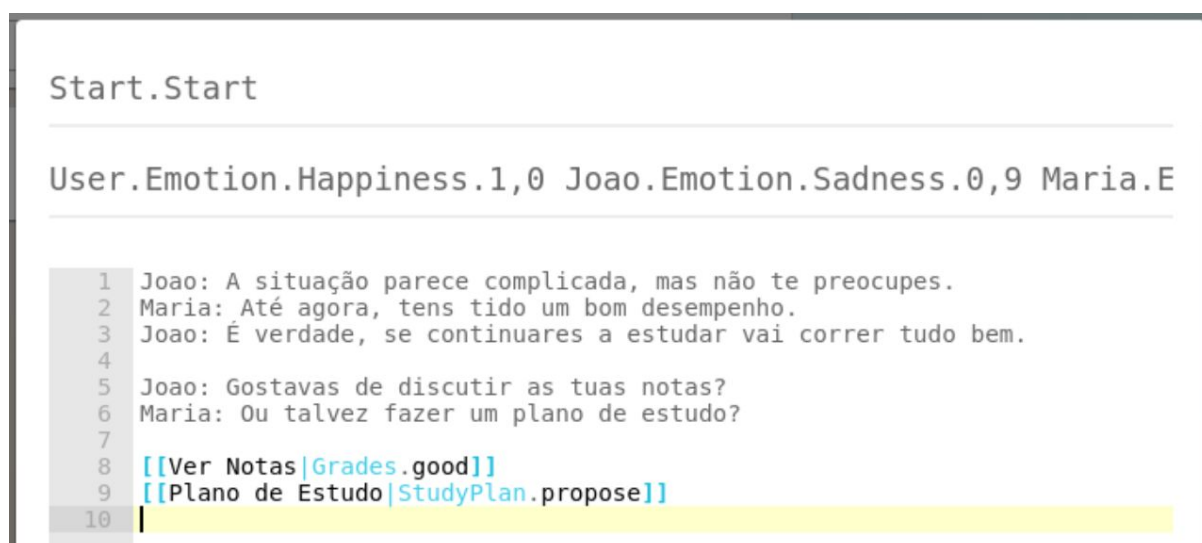 Start.Start
User.Emotion.Happiness.1,0 Joao.Emotion.Sadness.0,9 Maria.E
1 Joao: A situação parece complicada, mas não te preocupes.
2 Maria: Até agora, tens tido um bom desempenho.
3 Joao: É verdade, se continuares a estudar vai correr tudo bem.
4
5 Joao: Gostavas de discutir as tuas notas?
6 Maria: Ou talvez fazer um plano de estudo?
7
8 [[Ver Notas|Grades.good]]
9 [[Plano de Estudo|StudyPlan.propose]]
10